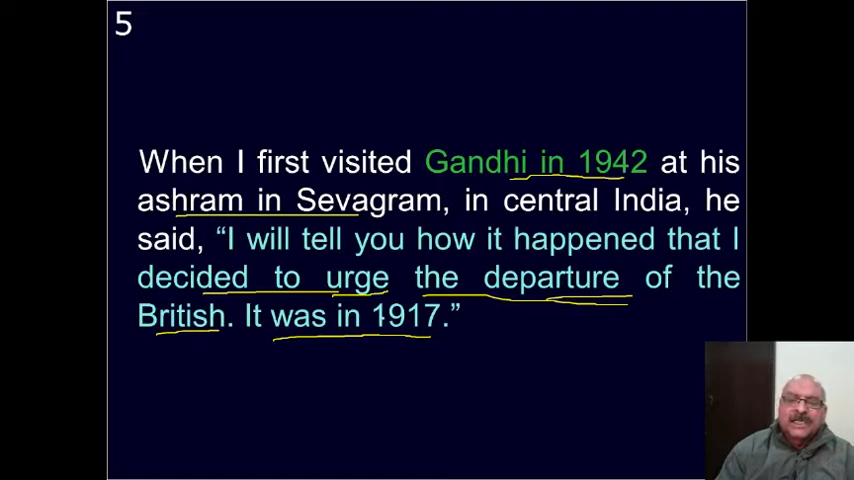 5
When I first visited Gandhi in 1942 at his
ashram in Sevagram, in central India, he
said, “I will tell you how it happened that I
decided to urge the departure of the
British. It was in 1917.”